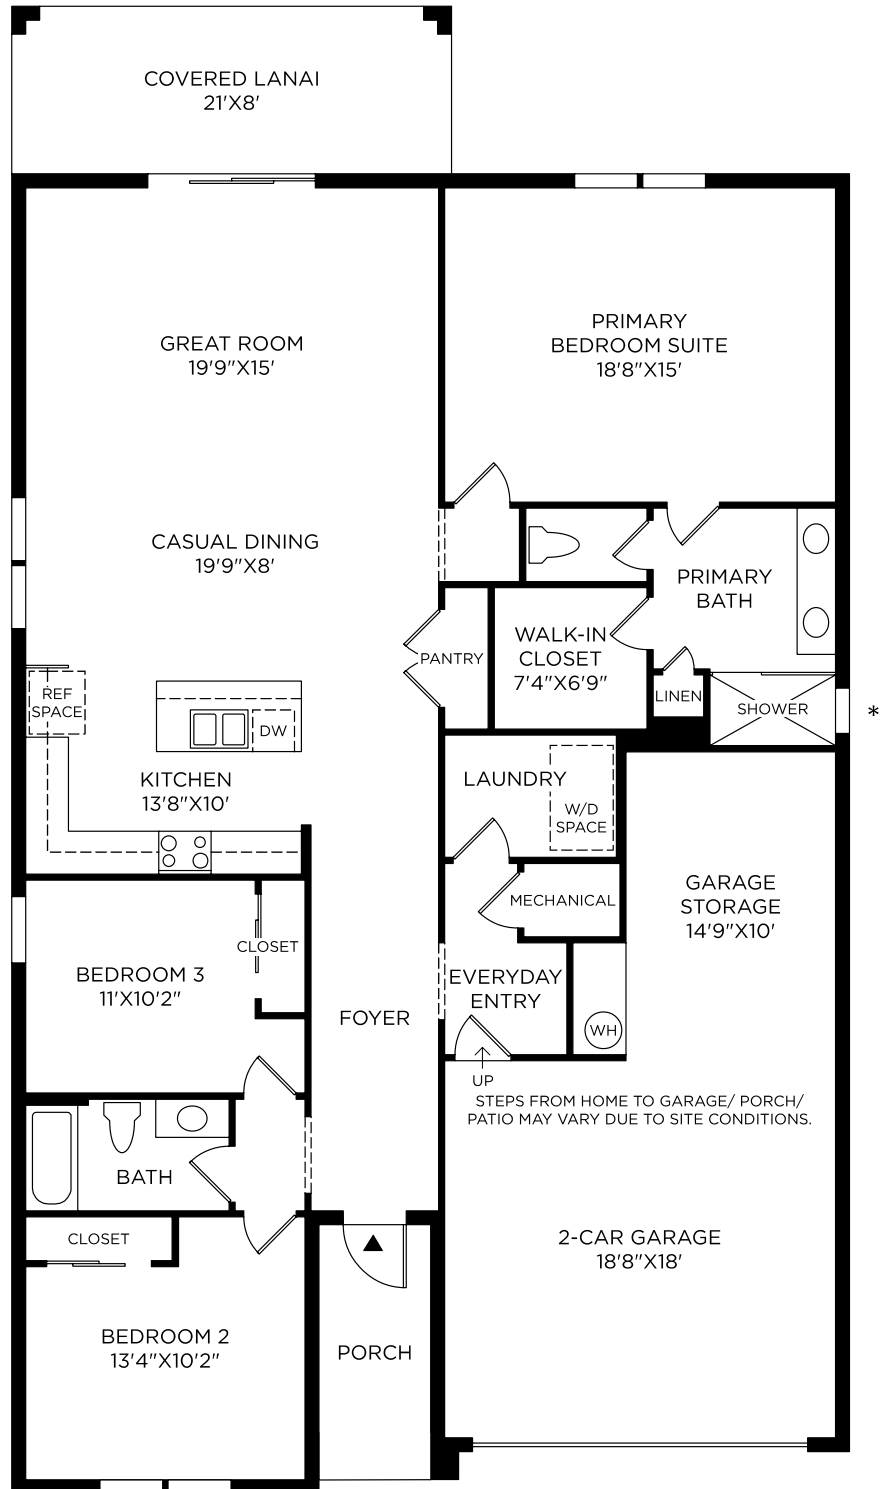 COVERED LANAI
21'X8'
GREAT ROOM
19'9"X15'
PRIMARY
BEDROOM SUITE
18'8"X15'
CASUAL DINING
19'9"X8'
PRIMARY
BATH
PANTRY
WALK-IN
CLOSET
7'4"X6'9"
LINEN
SHOWER
*
REF
SPACE
DW
KITCHEN
13'8"X10'
LAUNDRY
W/D
SPACE
MECHANICAL
GARAGE
STORAGE
14'9"X10'
CLOSET
BEDROOM 3
11'X10'2"
FOYER
EVERYDAY
ENTRY
WH
UP
STEPS FROM HOME TO GARAGE/ PORCH/
PATIO MAY VARY DUE TO SITE CONDITIONS.
BATH
CLOSET
2-CAR GARAGE
18'8"X18'
BEDROOM 2
13'4"X10'2"
PORCH